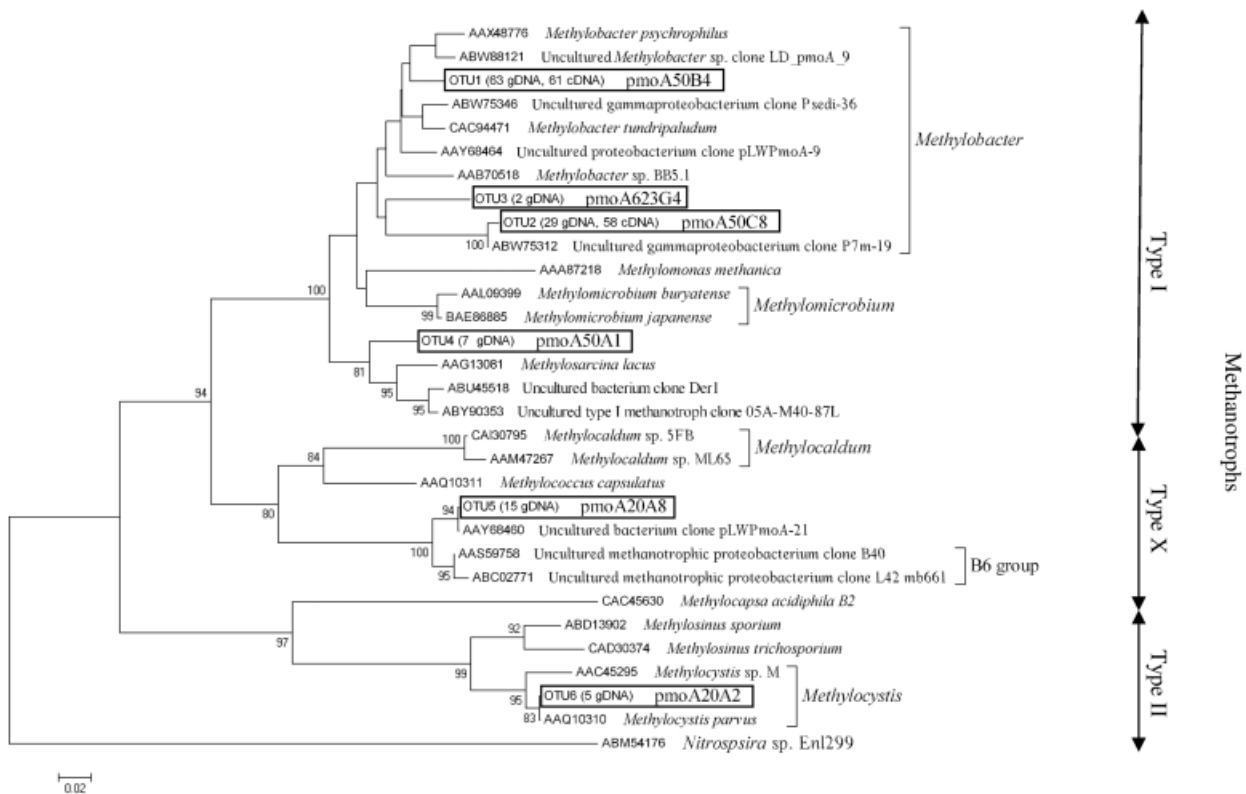 AAX48776 Methylobacter psychrophilus
ABW88121 Uncultured Methylobacter sp. clone LD_pmoA_9
OTU1 (63 gDNA, 61 cDNA) pmoA50B4
ABW75346 Uncultured gammaproteobacterium clone Psedi-36
CAC94471 Methylobacter tundripaludum
AAY68464 Uncultured proteobacterium clone pLWPmoA-9
AAB70518 Methylobacter sp. BB5.1
OTU3 (2 gDNA) pmoA623G4
OTU2 (29 gDNA, 58 cDNA) pmoA50C8
100 ABW75312 Uncultured gammaproteobacterium clone P7m-19
Methylobacter
AAA87218 Methylomonas methanica
100
AAL09399 Methylomicrobium buryatense
99 BAE86885 Methylomicrobium japanense
Methylomicrobium
OTU4 (7 gDNA) pmoA50A1
AAG13081 Methylosarcina lacus
81
95
ABU45518 Uncultured bacterium clone Der1
95 ABY90353 Uncultured type I methanotroph clone 05A-M40-87L
94
Type I
100 CAI30795 Methylocaldum sp. 5FB
AAM47267 Methylocaldum sp. ML65
Methylocaldum
84
AAQ10311 Methylococcus capsulatus
80
94 OTU5 (15 gDNA) pmoA20A8
AAY68460 Uncultured bacterium clone pLWPmoA-21
100
AAS59758 Uncultured methanotrophic proteobacterium clone B40
95 ABC02771 Uncultured methanotrophic proteobacterium clone L42 mb661
B6 group
Type X
CAC45630 Methylocapsa acidiphila B2
97
92 ABD13902 Methylosinus sporium
CAD30374 Methylosinus trichosporium
99
AAC45295 Methylocystis sp. M
95
OTU6 (5 gDNA) pmoA20A2
83 AAQ10310 Methylocystis parvus
Methylocystis
Type II
Methanotrophs
ABM54176 Nitrospsira sp. Enl299
0.02